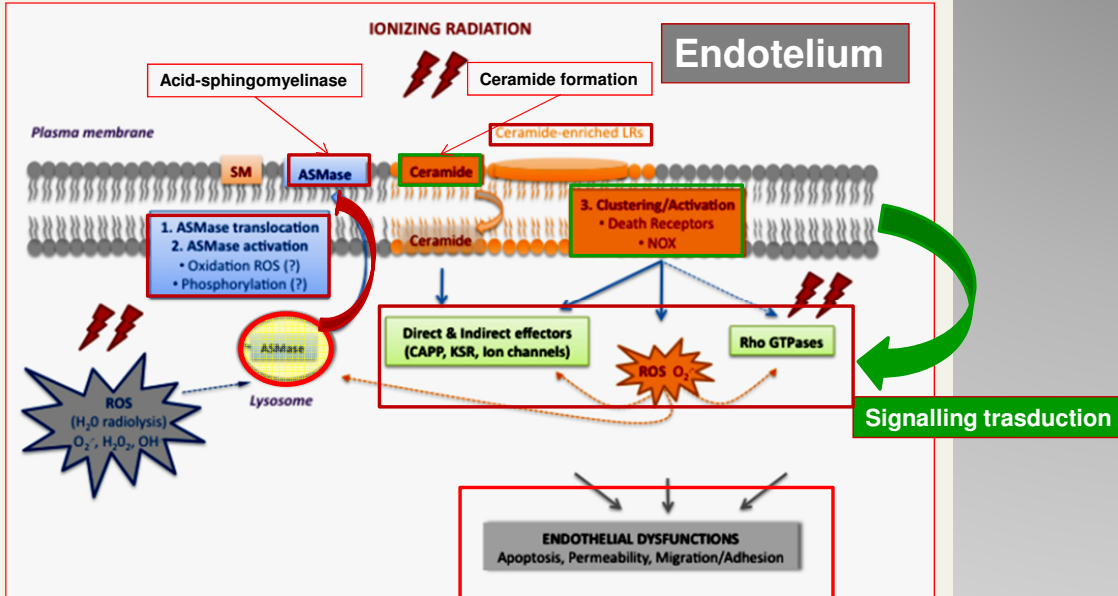 IONIZING RADIATION
Endotelium
Acid-sphingomyelinase
Ceramide formation
Plasma membrane
Ceramide-enriched LRs
SM
ASMase
Ceramide
1. ASMase translocation
2. ASMase activation
• Oxidation ROS (?)
• Phosphorylation (?)
Ceramide
3. Clustering/Activation
• Death Receptors
• NOX
Direct & Indirect effectors
(CAPP, KSR, Ion channels)
ROS O₂⁻
Rho GTPases
ASMase
Lysosome
ROS
(H₂0 radiolysis)
O₂⁻, H₂0₂, OH
Signalling trasduction
ENDOTHELIAL DYSFUNCTIONS
Apoptosis, Permeability, Migration/Adhesion